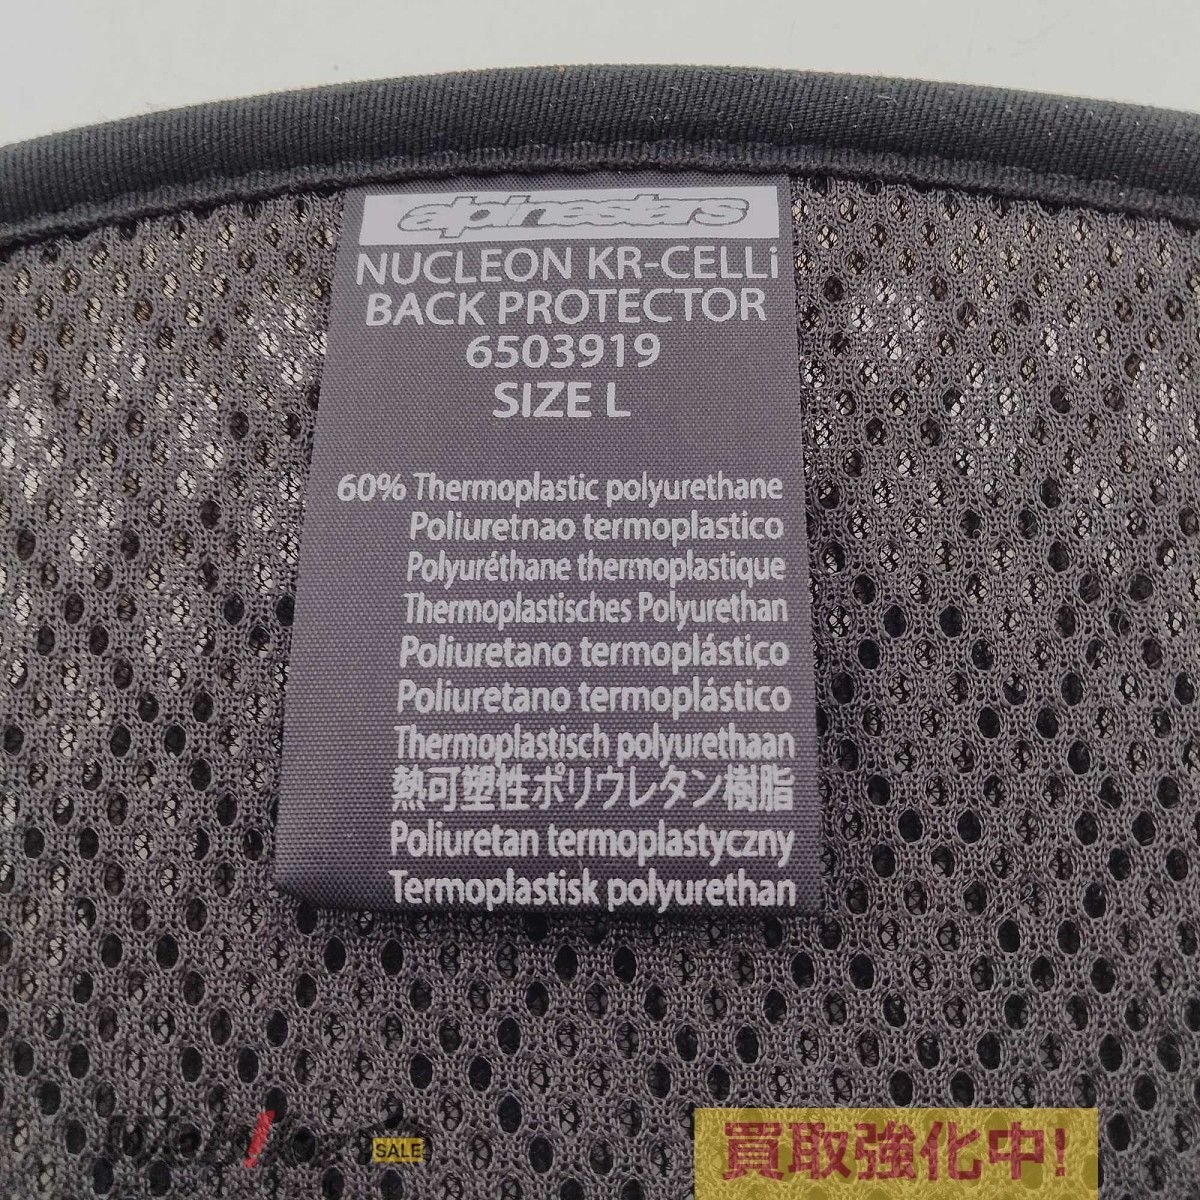 alpinestars
NUCLEON KR-CELLi
BACK PROTECTOR
6503919
SIZE L
60% Thermoplastic polyurethane
Poliuretnao termoplastico
Polyuréthane thermoplastique
Thermoplastisches Polyurethan
Poliuretano termoplástiço
Poliuretano termoplástico
Thermoplastisch polyurethaan
熱可塑性ポリウレタン樹脂
Poliuretan termoplastyczny
Termoplastisk polyurethan
SALE
買取強化中!